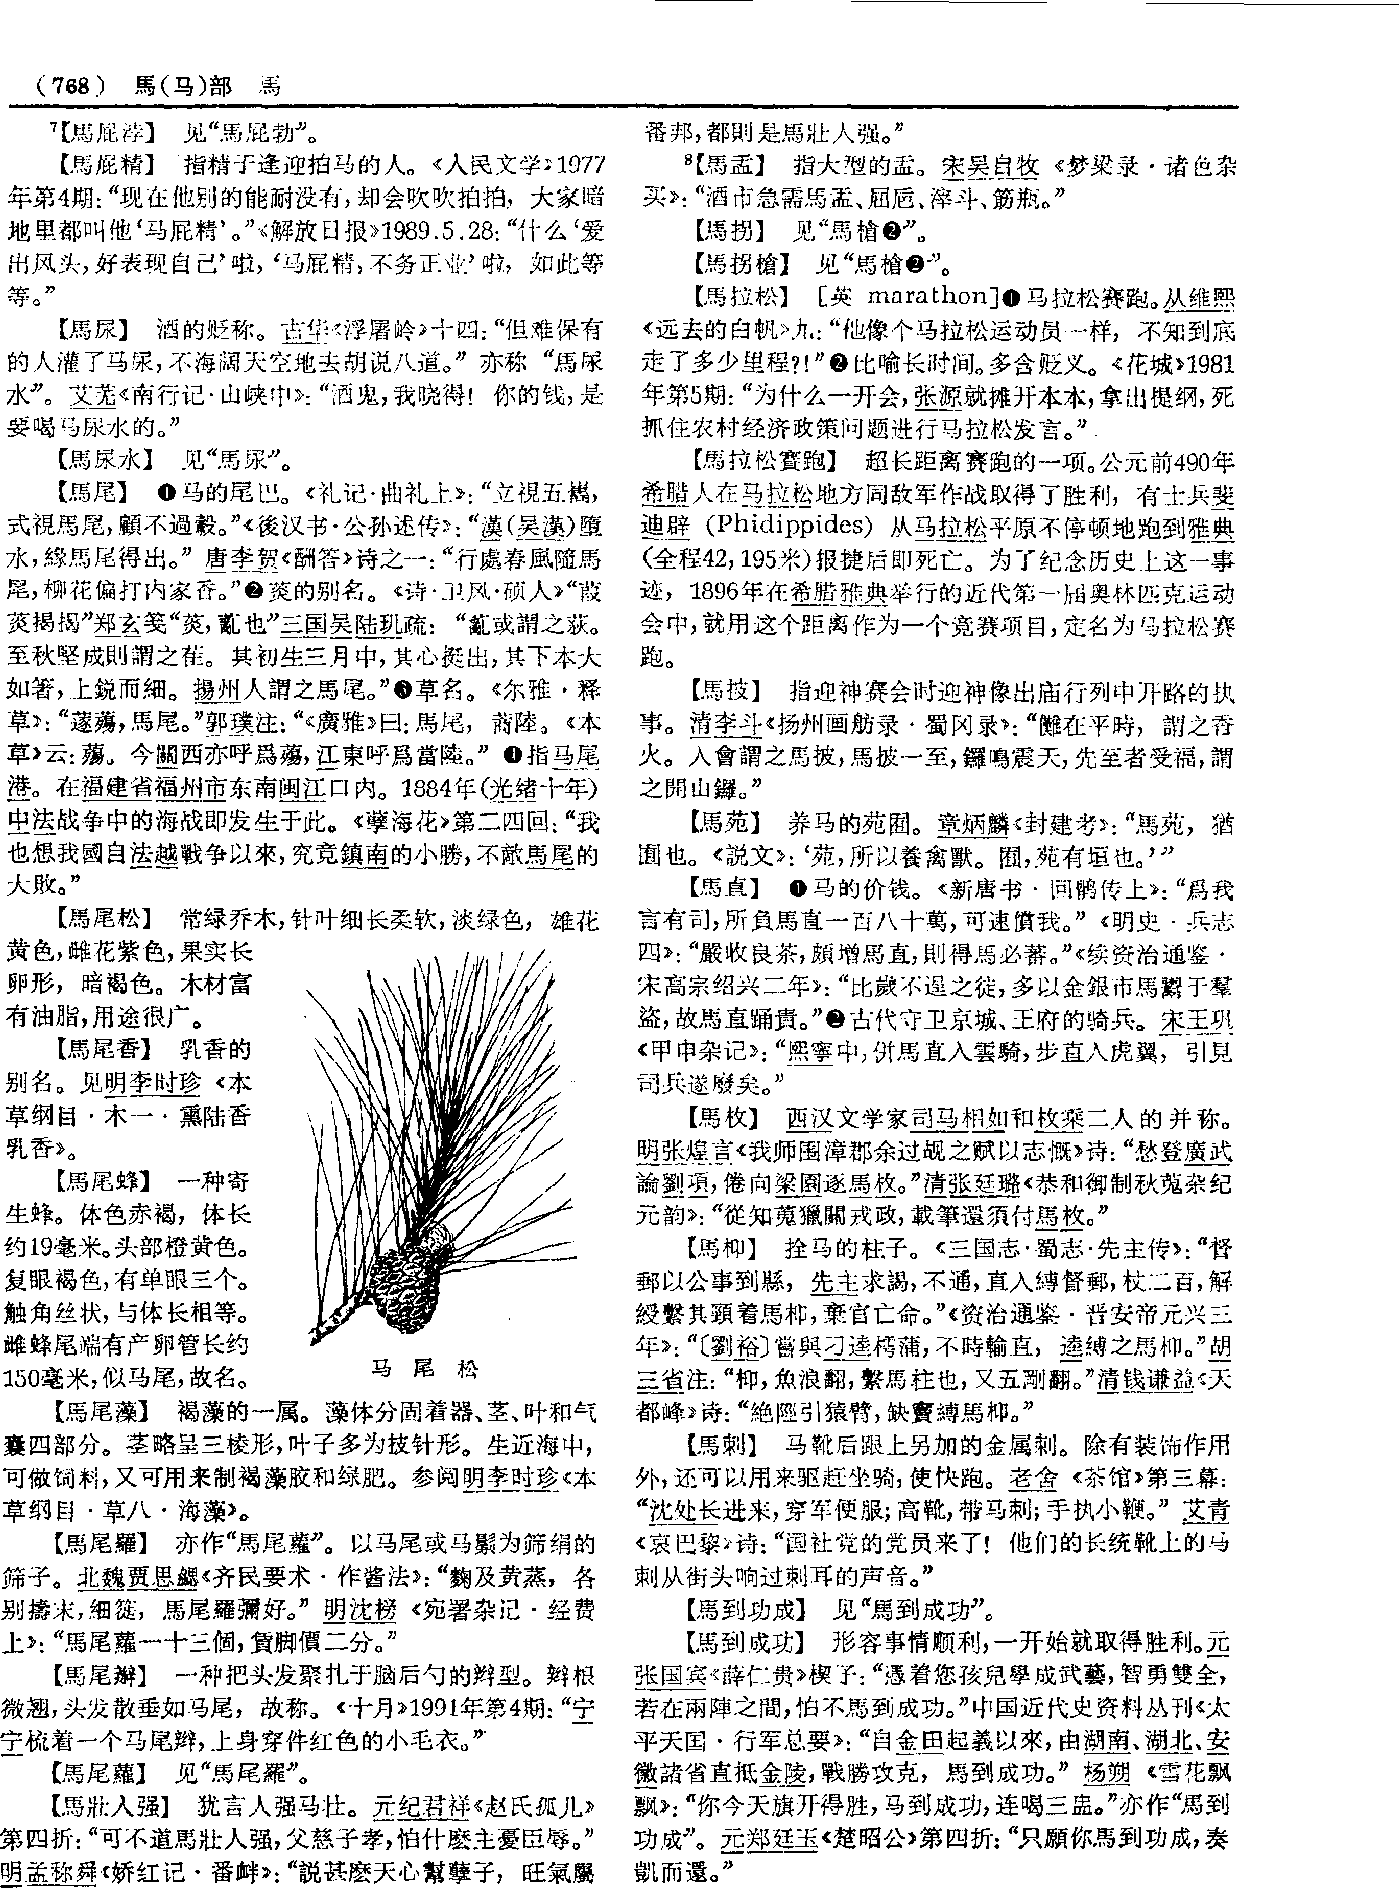 （768） 馬(马)部 馬
⁷【馬屁浡】 见“馬屁勃”。
【馬屁精】 指精于逢迎拍马的人。《人民文学》1977
年第4期：“现在他别的能耐没有，却会吹吹拍拍，大家暗
地里都叫他‘马屁精’。”《解放日报》1989.5.28：“什么‘爱
出风头，好表现自己’啦，‘马屁精，不务正业’啦，如此等
等。”
【馬尿】 酒的贬称。古华《浮屠岭》十四：“但难保有
的人灌了马尿，不海阔天空地去胡说八道。”亦称“馬尿
水”。艾芜《南行记·山峡中》：“酒鬼，我晓得！你的钱，是
要喝马尿水的。”
【馬尿水】 见“馬尿”。
【馬尾】 ❶马的尾巴。《礼记·曲礼上》：“立視五巂，
式視馬尾，顧不過轂。”《後汉书·公孙述传》：“漢(吴漢)墮
水，緣馬尾得出。”唐李贺《酬答》诗之一：“行處春風隨馬
尾，柳花偏打内家香。”❷菼的别名。《诗·卫风·硕人》“葭
菼揭揭”郑玄笺“菼，薍也”三国吴陆玑疏：“薍或謂之荻。
至秋堅成則謂之萑。其初生三月中，其心挺出，其下本大
如箸，上鋭而細。揚州人謂之馬尾。”❸草名。《尔雅·释
草》：“蓫薚，馬尾。”郭璞注：“《廣雅》曰：馬尾，蔏陸。《本
草》云：薚。今關西亦呼爲薚，江東呼爲當陸。”❹指马尾
港。在福建省福州市东南闽江口内。1884年(光绪十年)
中法战争中的海战即发生于此。《孽海花》第二四回：“我
也想我國自法越戰争以來，究竟鎮南的小勝，不敵馬尾的
大敗。”
【馬尾松】 常绿乔木，针叶细长柔软，淡绿色，雄花
黄色，雌花紫色，果实长
卵形，暗褐色。木材富
有油脂，用途很广。
【馬尾香】 乳香的
别名。见明李时珍《本
草纲目·木一·熏陆香
乳香》。
【馬尾蜂】 一种寄
生蜂。体色赤褐，体长
约19毫米。头部橙黄色。
复眼褐色，有单眼三个。
触角丝状，与体长相等。
雌蜂尾端有产卵管长约
150毫米，似马尾，故名。
马尾松
【馬尾藻】 褐藻的一属。藻体分固着器、茎、叶和气
囊四部分。茎略呈三棱形，叶子多为披针形。生近海中，
可做饲料，又可用来制褐藻胶和绿肥。参阅明李时珍《本
草纲目·草八·海藻》。
【馬尾羅】 亦作“馬尾蘿”。以马尾或马鬃为筛绢的
筛子。北魏贾思勰《齐民要术·作酱法》：“麴及黄蒸，各
别擣末，細簁，馬尾羅彌好。”明沈榜《宛署杂记·经费
上》：“馬尾蘿一十三個，賃脚價二分。”
【馬尾辮】 一种把头发聚扎于脑后勺的辫型。辫根
微翘，头发散垂如马尾，故称。《十月》1991年第4期：“宁
宁梳着一个马尾辫，上身穿件红色的小毛衣。”
【馬尾蘿】 见“馬尾羅”。
【馬壯人强】 犹言人强马壮。元纪君祥《赵氏孤儿》
第四折：“可不道馬壯人强，父慈子孝，怕什麽主憂臣辱。”
明孟称舜《娇红记·番衅》：“説甚麽天心幫孽子，旺氣屬
番邦，都則是馬壯人强。”
⁸【馬盂】 指大型的盂。宋吴自牧《梦粱录·诸色杂
买》：“酒市急需馬盂、屈卮、滓斗、筯瓶。”
【馬拐】 见“馬槍❷”。
【馬拐槍】 见“馬槍❷”。
【馬拉松】 [英 marathon]❶马拉松赛跑。从维熙
《远去的白帆》九：“他像个马拉松运动员一样，不知到底
走了多少里程?!”❷比喻长时间。多含贬义。《花城》1981
年第5期：“为什么一开会，张源就摊开本本，拿出提纲，死
抓住农村经济政策问题进行马拉松发言。”
【馬拉松賽跑】 超长距离赛跑的一项。公元前490年
希腊人在马拉松地方同敌军作战取得了胜利，有士兵斐
迪辟（Phidippides）从马拉松平原不停顿地跑到雅典
(全程42，195米)报捷后即死亡。为了纪念历史上这一事
迹，1896年在希腊雅典举行的近代第一届奥林匹克运动
会中，就用这个距离作为一个竞赛项目，定名为马拉松赛
跑。
【馬披】 指迎神赛会时迎神像出庙行列中开路的执
事。清李斗《扬州画舫录·蜀冈录》：“儺在平時，謂之香
火。入會謂之馬披，馬披一至，鑼鳴震天，先至者受福，謂
之開山鑼。”
【馬苑】 养马的苑囿。章炳麟《封建考》：“馬苑，猶
囿也。《説文》：‘苑，所以養禽獸。囿，苑有垣也。’”
【馬直】 ❶马的价钱。《新唐书·回鹘传上》：“爲我
言有司，所負馬直一百八十萬，可速償我。”《明史·兵志
四》：“嚴收良茶，頗增馬直，則得馬必蕃。”《续资治通鉴·
宋高宗绍兴二年》：“比歲不逞之徒，多以金銀市馬鬻于羣
盜，故馬直踊貴。”❷古代守卫京城、王府的骑兵。宋王巩
《甲申杂记》：“熙寧中，併馬直入雲騎，步直入虎翼，引見
司兵遂廢矣。”
【馬枚】 西汉文学家司马相如和枚乘二人的并称。
明张煌言《我师围漳郡余过觇之赋以志慨》诗：“愁登廣武
論劉項，倦向梁園逐馬枚。”清张廷璐《恭和御制秋蒐杂纪
元韵》：“從知蒐獵關戎政，載筆還須付馬枚。”
【馬枊】 拴马的柱子。《三国志·蜀志·先主传》：“督
郵以公事到縣，先主求謁，不通，直入縛督郵，杖二百，解
綬繫其頸着馬枊，棄官亡命。”《资治通鉴·晋安帝元兴三
年》：“〔劉裕〕嘗與刁逵樗蒲，不時輸直，逵縛之馬枊。”胡
三省注：“枊，魚浪翻，繫馬柱也，又五剛翻。”清钱谦益《天
都峰》诗：“絶陘引猿臂，缺竇縛馬枊。”
【馬刺】 马靴后跟上另加的金属刺。除有装饰作用
外，还可以用来驱赶坐骑，使快跑。老舍《茶馆》第三幕：
“沈处长进来，穿军便服；高靴，带马刺；手执小鞭。”艾青
《哀巴黎》诗：“国社党的党员来了！他们的长统靴上的马
刺从街头响过刺耳的声音。”
【馬到功成】 见“馬到成功”。
【馬到成功】 形容事情顺利，一开始就取得胜利。元
张国宾《薛仁贵》楔子：“憑着您孩兒學成武藝，智勇雙全，
若在兩陣之間，怕不馬到成功。”中国近代史资料丛刊《太
平天国·行军总要》：“自金田起義以來，由湖南、湖北、安
徽諸省直抵金陵，戰勝攻克，馬到成功。”杨朔《雪花飘
飘》：“你今天旗开得胜，马到成功，连喝三盅。”亦作“馬到
功成”。元郑廷玉《楚昭公》第四折：“只願你馬到功成，奏
凱而還。”